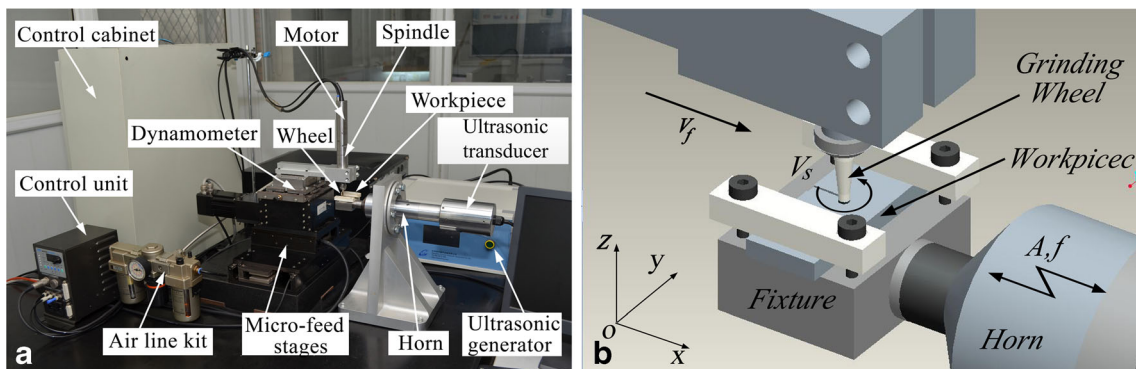 Control cabinet
Motor
Spindle
Dynamometer
Wheel
Workpiece
Ultrasonic
transducer
Control unit
Air line kit
Micro-feed
stages
Horn
Ultrasonic
generator
a
b
Grinding
Wheel
v_f
V_s
Workpicec
z
y
o
x
Fixture
A,f
Horn